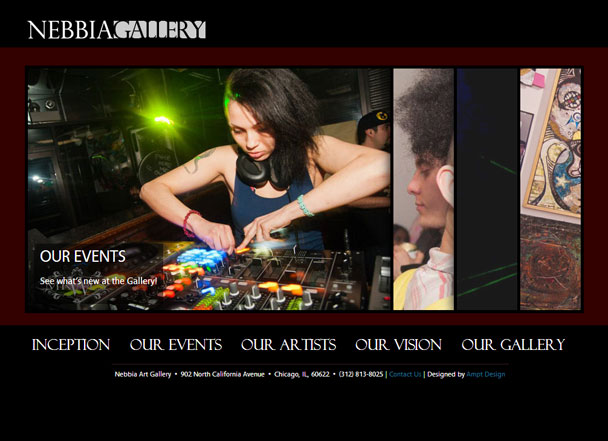 NEBBIA GALLERY
OUR EVENTS
See what's new at the Gallery!
INCEPTION OUR EVENTS OUR ARTISTS OUR VISION OUR GALLERY
Nebbia Art Gallery • 902 North California Avenue • Chicago, IL, 60622 • (312) 813-8025 | Contact Us | Designed by Ampt Design